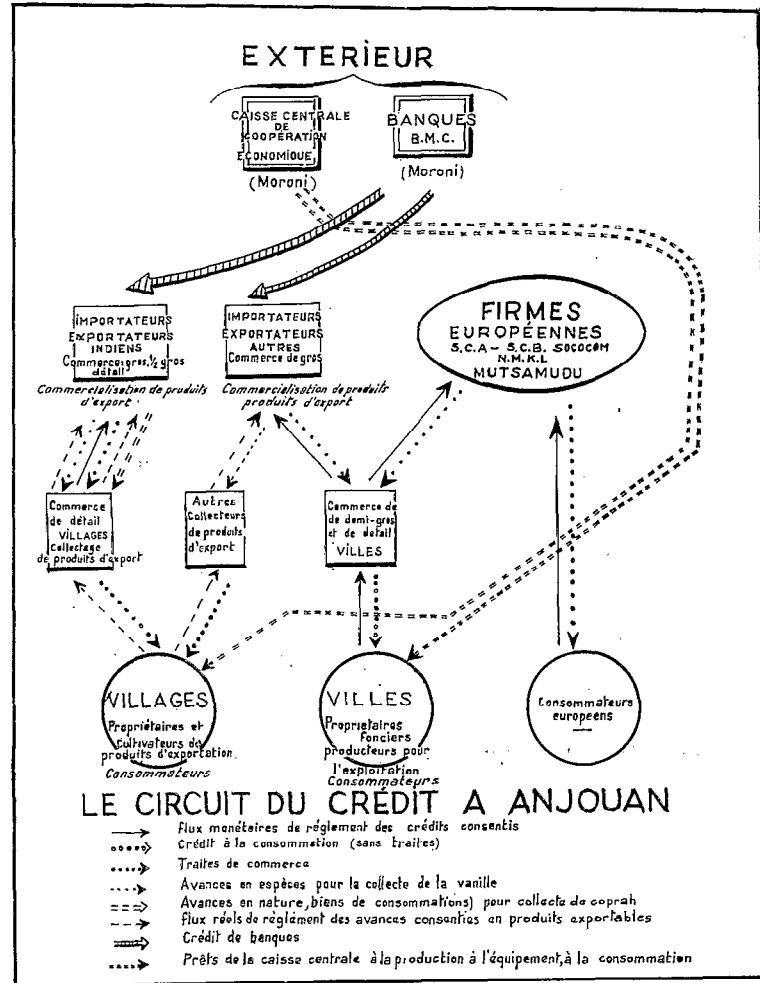 EXTERIEUR
CAISSE CENTRALE
DE
COOPÉRATION
ECONOMIQUE
(Moroni)
BANQUES
B.M.C.
(Moroni)
IMPORTATEURS
EXPORTATEURS
INDIENS
Commerce: gros, 1/2 gros
détail
Commercialisation de produits
d'export
IMPORTATEURS
EXPORTATEURS
AUTRES
Commerce de gros
Commercialisation de produits
produits d'export
FIRMES
EUROPÉENNES
S.C.A - S.C.B. SOCOCOM
N.M.K.L
MUTSAMUDU
Commerce
de détail
VILLAGES
Collectage
de produits d'export
Autres
Collecteurs
de produits
d'export
Commerce de
de demi-gros
et de detail
VILLES
VILLAGES
Propriétaires et
Cultivateurs de
produits d'exportation
Consommateurs
VILLES
Propriétaires
Fonciers
producteurs pour
l'exploitation
Consommateurs
Consommateurs
européens
LE CIRCUIT DU CRÉDIT A ANJOUAN
flux monétaires de réglement des crédits consentis
Crédit à la consommation (sans traites)
Traites de commerce
Avances en espèces pour la collecte de la vanille
Avances en nature, biens de consommations) pour collecte de coprah
flux réels de réglement des avances consenties en produits exportables
Crédit de banques
Prêts de la caisse centrale à la production à l'équipement, à la consommation